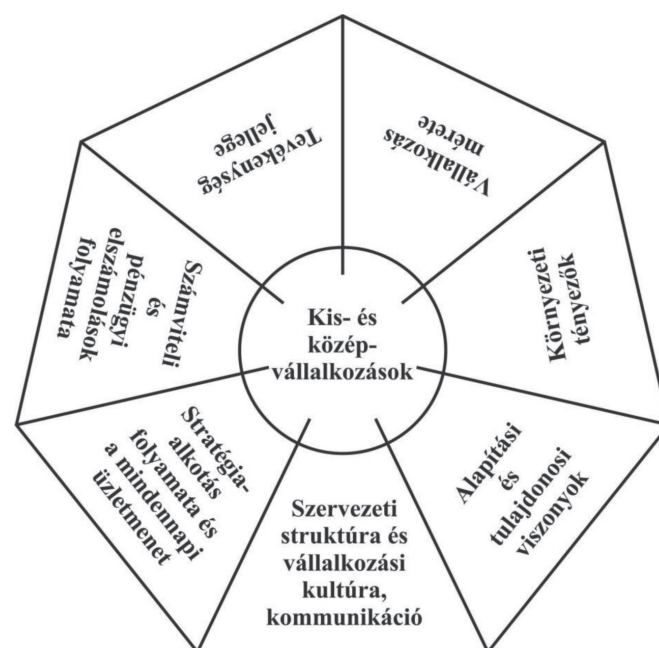 Kis- és
közép-
vállalkozások
Vállalkozás
mérete
Környezeti
tényezők
Alapítási
és
tulajdonosi
viszonyok
Szervezeti
struktúra és
vállalkozási
kultúra,
kommunikáció
Stratégia-
alkotás
folyamata és
a mindennapi
üzletmenet
Számviteli
és
pénzügyi
elszámolások
folyamata
Tevékenység
jellege